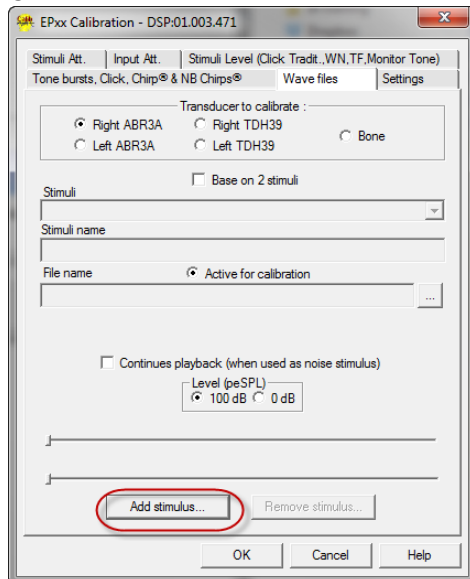 EPxx Calibration - DSP:01.003.471
Stimuli Att. Input Att. Stimuli Level (Click Tradit.,WN,TF,Monitor Tone)
Tone bursts, Click, Chirp® & NB Chirps® Wave files Settings
Transducer to calibrate :
Right ABR3A Right TDH39 Bone
Left ABR3A Left TDH39
Base on 2 stimuli
Stimuli
Stimuli name
File name Active for calibration
...
Continues playback (when used as noise stimulus)
Level (peSPL)
100 dB 0 dB
Add stimulus... Remove stimulus...
OK Cancel Help